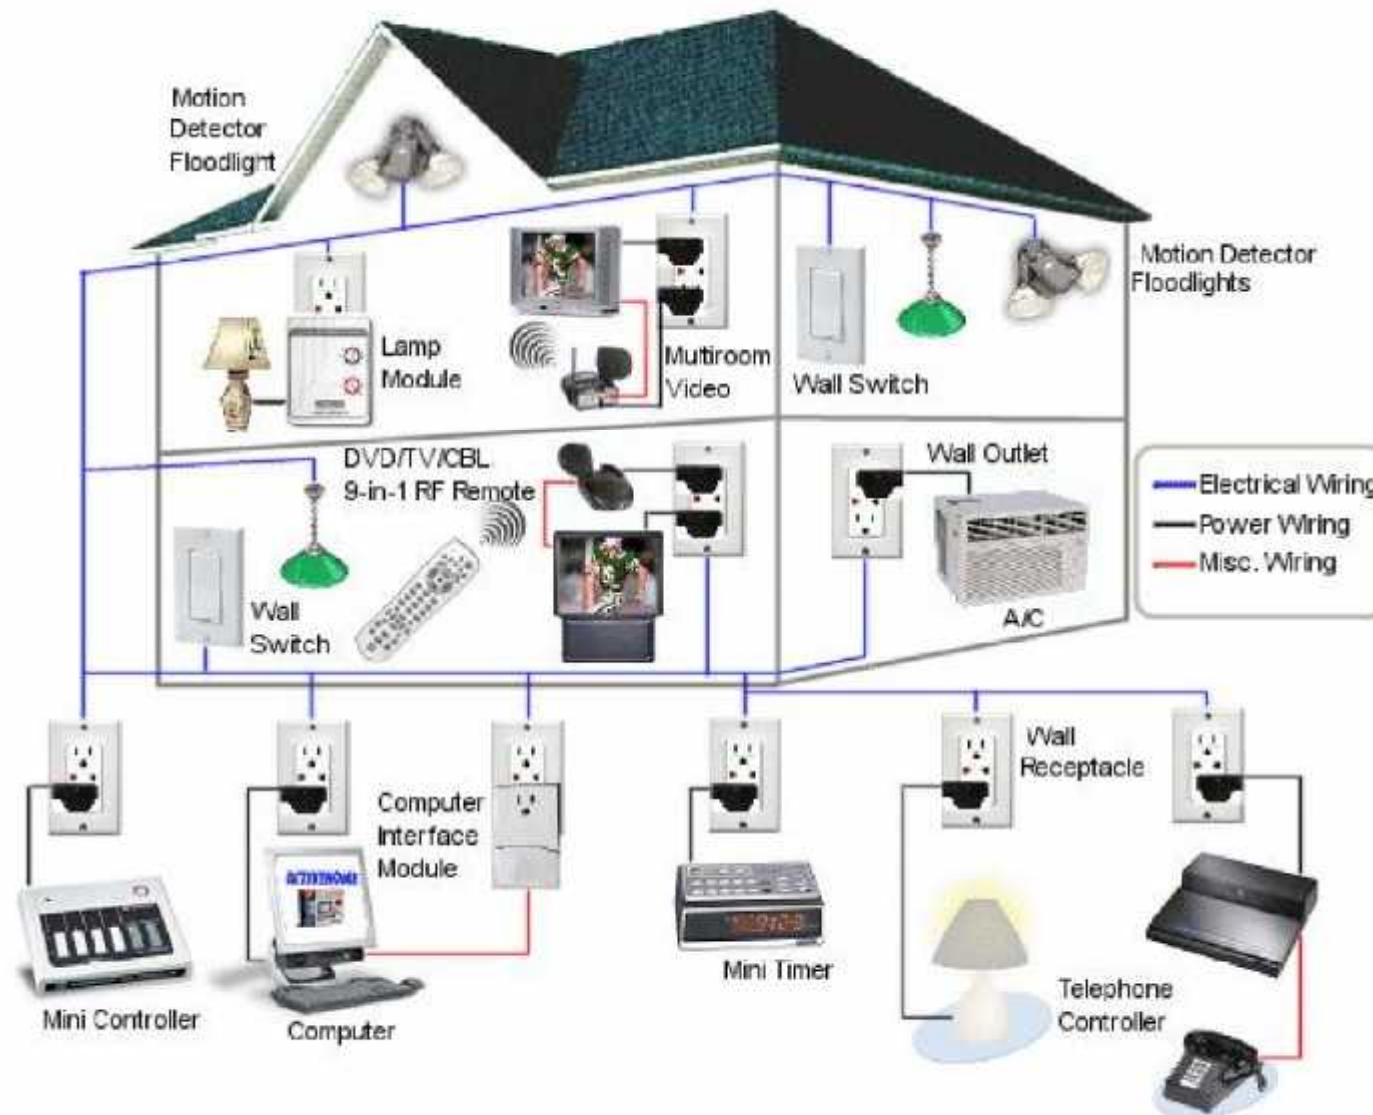 Motion
Detector
Floodlight
Motion Detector
Floodlights
Lamp
Module
Multiroom
Video
Wall Switch
DVD/TV/CBL
9-in-1 RF Remote
Wall Outlet
Electrical Wiring
Power Wiring
Misc. Wiring
Wall
Switch
A/C
Wall
Receptacle
Computer
Interface
Module
ACTIVEHOME
Mini Timer
Mini Controller
Computer
Telephone
Controller